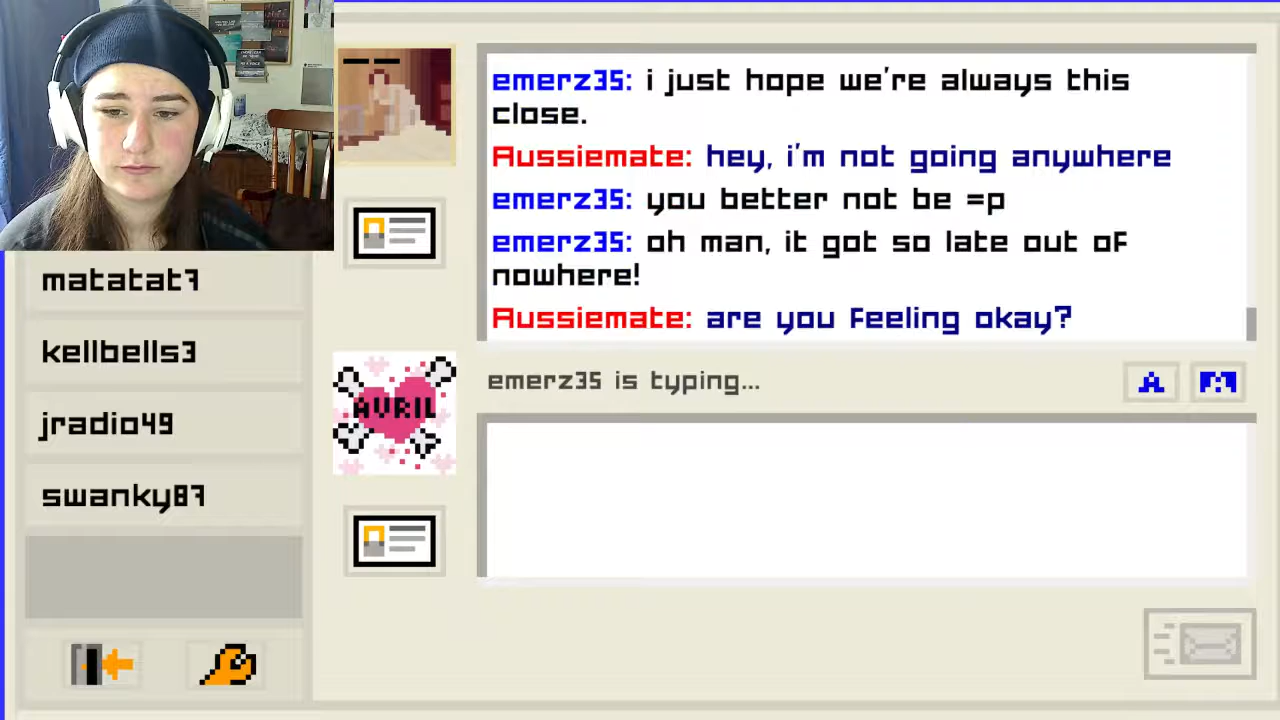 emerz35: i just hope we're always this
close.
Aussiemate: hey, i'm not going anywhere
emerz35: you better not be =p
emerz35: oh man, it got so late out of
nowhere!
Aussiemate: are you feeling okay?
emerz35 is typing...
matatat7
kellbells3
jradio49
swanky87
AVRIL
A